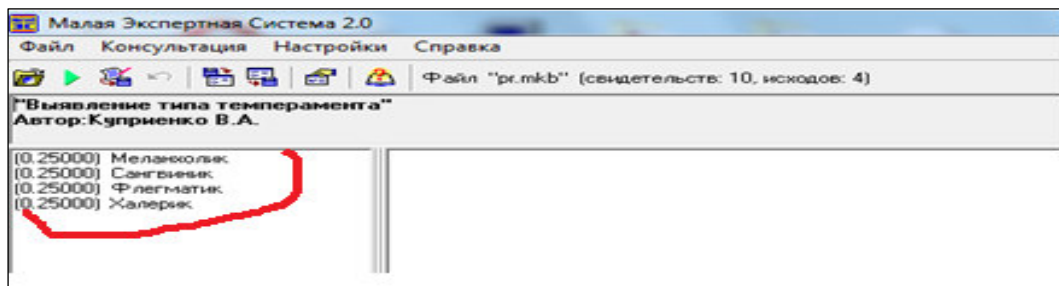 Малая Экспертная Система 2.0
Файл Консультация Настройки Справка
Файл "pr.mkb" (свидетельств: 10, исходов: 4)
"Выявление типа темперамента"
Автор:Куприенко В.А.
(0.25000) Меланхолик
(0.25000) Сангвиник
(0.25000) Флегматик
(0.25000) Халерик